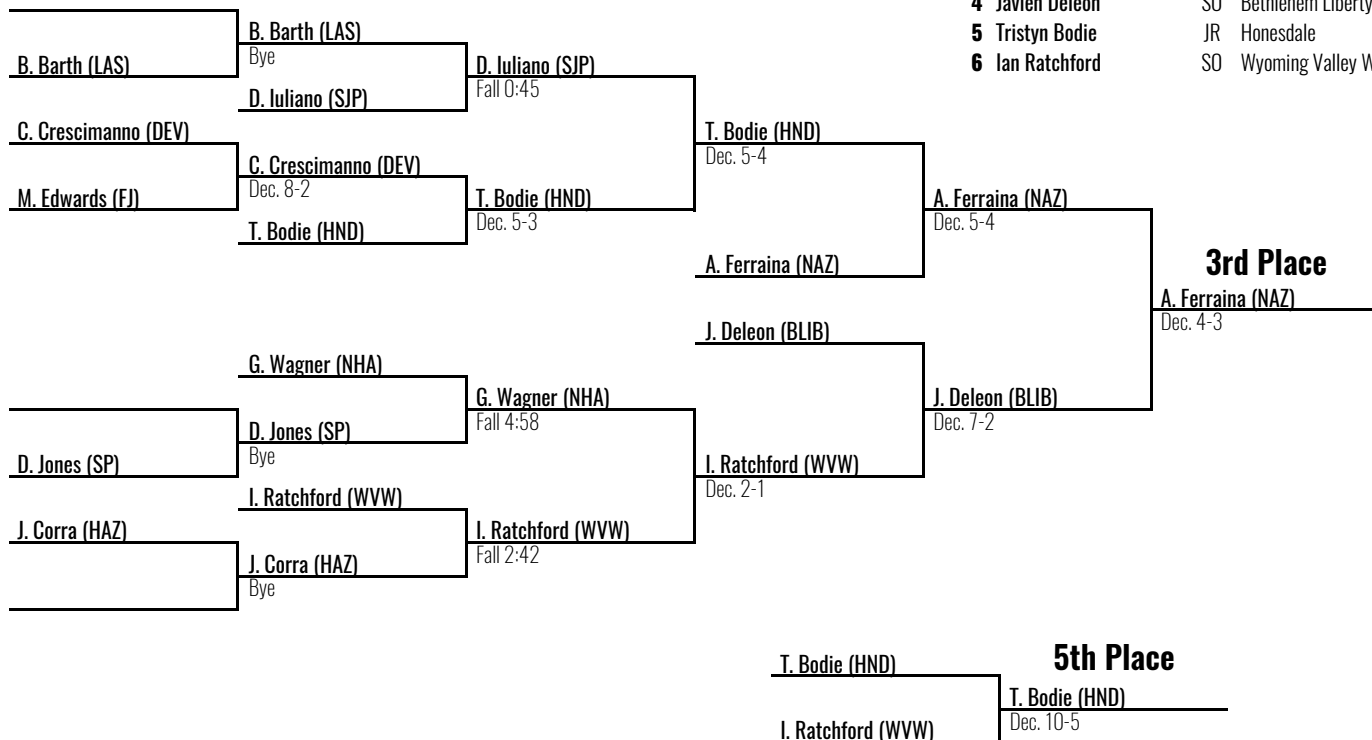 4 Javien Deleon SO Bethlehem Liberty
5 Tristyn Bodie JR Honesdale
6 Ian Ratchford SO Wyoming Valley W
B. Barth (LAS)
Bye
B. Barth (LAS)
D. Iuliano (SJP)
Fall 0:45
D. Iuliano (SJP)
C. Crescimanno (DEV)
T. Bodie (HND)
Dec. 5-4
C. Crescimanno (DEV)
Dec. 8-2
M. Edwards (FJ)
T. Bodie (HND)
Dec. 5-3
A. Ferraina (NAZ)
Dec. 5-4
T. Bodie (HND)
A. Ferraina (NAZ)
3rd Place
A. Ferraina (NAZ)
Dec. 4-3
J. Deleon (BLIB)
G. Wagner (NHA)
G. Wagner (NHA)
Fall 4:58
J. Deleon (BLIB)
Dec. 7-2
D. Jones (SP)
Bye
D. Jones (SP)
I. Ratchford (WVW)
Dec. 2-1
I. Ratchford (WVW)
J. Corra (HAZ)
I. Ratchford (WVW)
Fall 2:42
J. Corra (HAZ)
Bye
T. Bodie (HND)
5th Place
T. Bodie (HND)
Dec. 10-5
I. Ratchford (WVW)